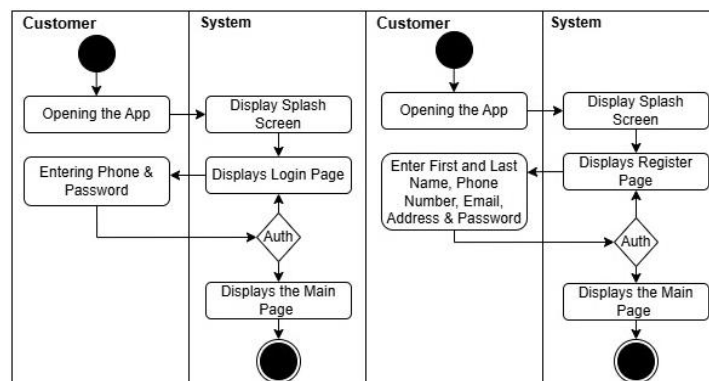 Customer
System
Opening the App
Display Splash
Screen
Entering Phone &
Password
Displays Login Page
Auth
Displays the Main
Page
Customer
System
Opening the App
Display Splash
Screen
Enter First and Last
Name, Phone
Number, Email,
Address & Password
Displays Register
Page
Auth
Displays the Main
Page